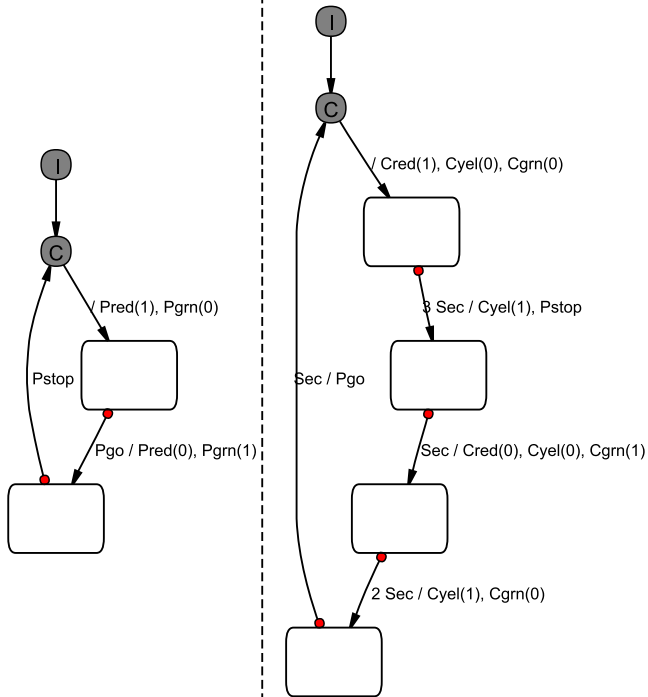 I
C
/ Pred(1), Pgrn(0)
Pstop
Pgo / Pred(0), Pgrn(1)
I
C
/ Cred(1), Cyel(0), Cgrn(0)
3 Sec / Cyel(1), Pstop
Sec / Pgo
Sec / Cred(0), Cyel(0), Cgrn(1)
2 Sec / Cyel(1), Cgrn(0)